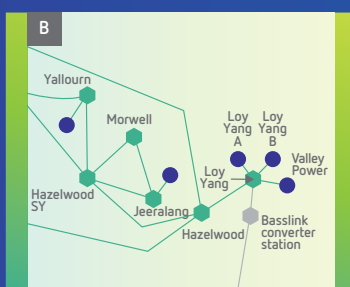 B
Yallourn
Morwell
Loy
Yang
A
Loy
Yang
B
Loy
Yang
Valley
Power
Hazelwood
SY
Jeeralang
Hazelwood
Basslink
converter
station